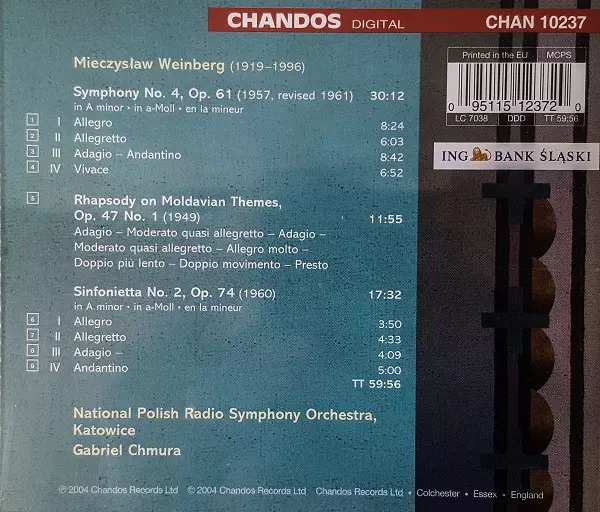 CHANDOS DIGITAL CHAN 10237
Printed in the EU MCPS
0 95115 12372 0
LC 7038 DDD TT 59:56
ING BANK ŚLĄSKI
Mieczysław Weinberg (1919–1996)
Symphony No. 4, Op. 61 (1957, revised 1961) 30:12
in A minor · in a-Moll · en la mineur
1 I Allegro 8:24
2 II Allegretto 6:03
3 III Adagio – Andantino 8:42
4 IV Vivace 6:52
5 Rhapsody on Moldavian Themes,
Op. 47 No. 1 (1949) 11:55
Adagio – Moderato quasi allegretto – Adagio –
Moderato quasi allegretto – Allegro molto –
Doppio più lento – Doppio movimento – Presto
Sinfonietta No. 2, Op. 74 (1960) 17:32
in A minor · in a-Moll · en la mineur
6 I Allegro 3:50
7 II Allegretto 4:33
8 III Adagio – 4:09
9 IV Andantino 5:00
TT 59:56
National Polish Radio Symphony Orchestra,
Katowice
Gabriel Chmura
℗ 2004 Chandos Records Ltd © 2004 Chandos Records Ltd Chandos Records Ltd • Colchester • Essex • England